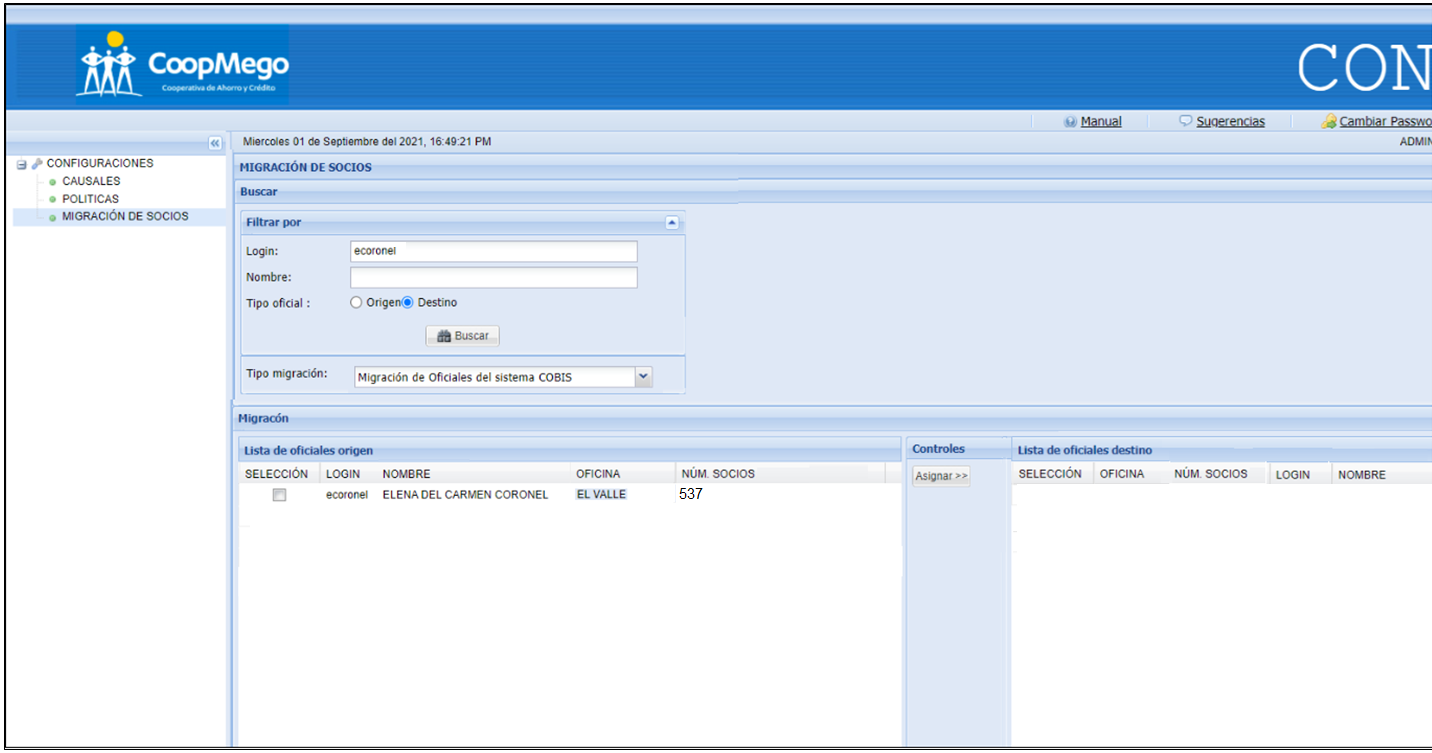 CoopMego
Cooperativa de Ahorro y Crédito
CON
Manual Sugerencias Cambiar Passwo
Miercoles 01 de Septiembre del 2021, 16:49:21 PM ADMIN
CONFIGURACIONES
CAUSALES
POLITICAS
MIGRACIÓN DE SOCIOS
MIGRACIÓN DE SOCIOS
Buscar
Filtrar por
Login: ecoronel
Nombre:
Tipo oficial : Origen Destino
Buscar
Tipo migración: Migración de Oficiales del sistema COBIS
Migracón
Lista de oficiales origen Controles Lista de oficiales destino
SELECCIÓN LOGIN NOMBRE OFICINA NÚM. SOCIOS Asignar >> SELECCIÓN OFICINA NÚM. SOCIOS LOGIN NOMBRE
ecoronel ELENA DEL CARMEN CORONEL EL VALLE 537